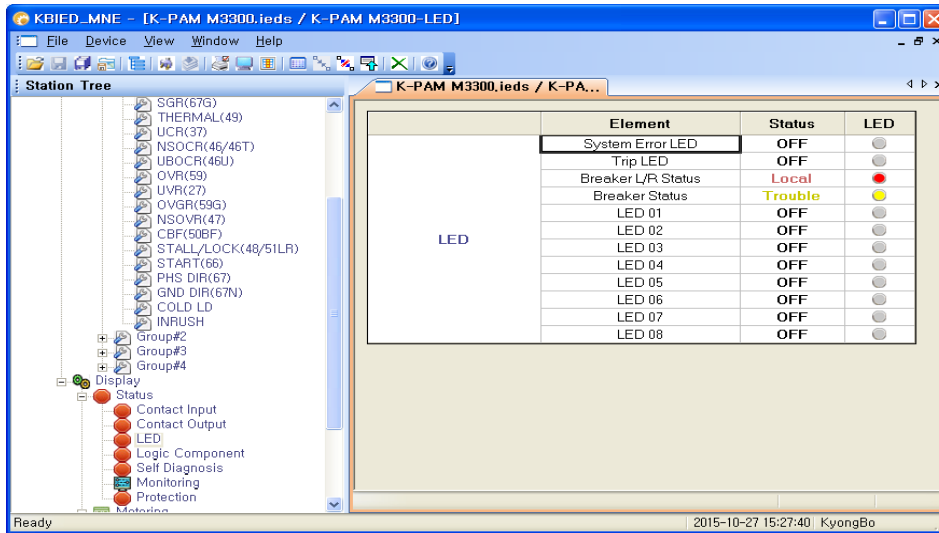 KBIED_MNE - [K-PAM M3300.ieds / K-PAM M3300-LED]
File Device View Window Help
Station Tree
K-PAM M3300.ieds / K-PA...
SGR(67G)
THERMAL(49)
UCR(37)
NSOCR(46/46T)
UBOCR(46U)
OVR(59)
UVR(27)
OVGR(59G)
NSOVR(47)
CBF(50BF)
STALL/LOCK(48/51LR)
START(66)
PHS DIR(67)
GND DIR(67N)
COLD LD
INRUSH
Group#2
Group#3
Group#4
Display
Status
Contact Input
Contact Output
LED
Logic Component
Self Diagnosis
Monitoring
Protection
Metering
Element Status LED
LED
System Error LED OFF
Trip LED OFF
Breaker L/R Status Local
Breaker Status Trouble
LED 01 OFF
LED 02 OFF
LED 03 OFF
LED 04 OFF
LED 05 OFF
LED 06 OFF
LED 07 OFF
LED 08 OFF
Ready 2015-10-27 15:27:40 KyongBo